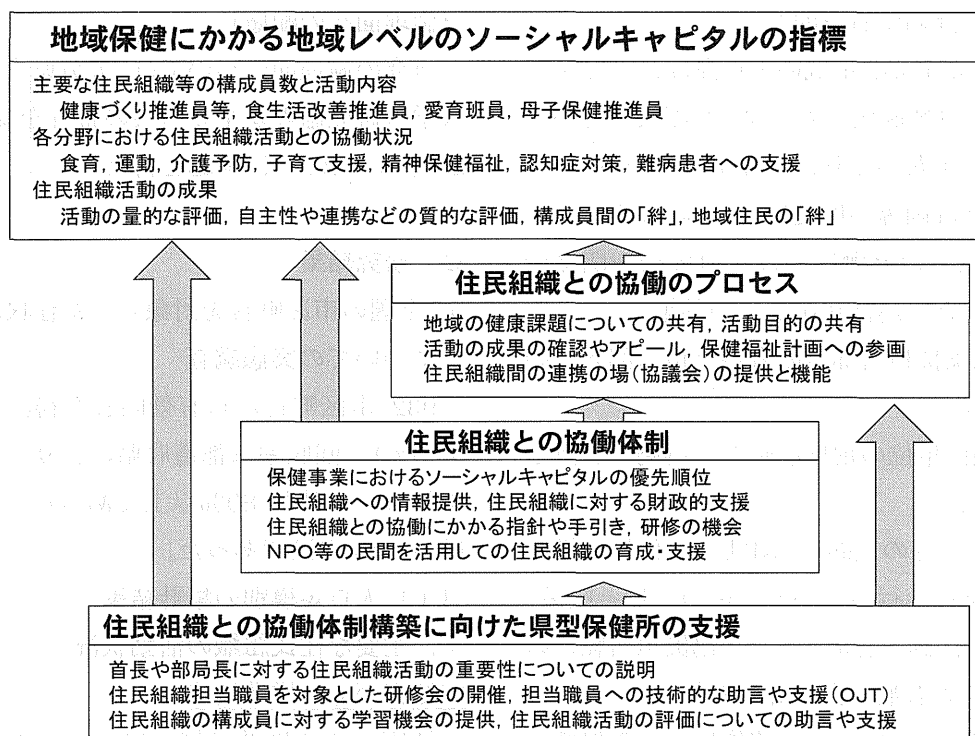 地域保健にかかる地域レベルのソーシャルキャピタルの指標
主要な住民組織等の構成員数と活動内容
健康づくり推進員等, 食生活改善推進員, 愛育班員, 母子保健推進員
各分野における住民組織活動との協働状況
食育, 運動, 介護予防, 子育て支援, 精神保健福祉, 認知症対策, 難病患者への支援
住民組織活動の成果
活動の量的な評価, 自主性や連携などの質的な評価, 構成員間の「絆」, 地域住民の「絆」
住民組織との協働のプロセス
地域の健康課題についての共有, 活動目的の共有
活動の成果の確認やアピール, 保健福祉計画への参画
住民組織間の連携の場(協議会)の提供と機能
住民組織との協働体制
保健事業におけるソーシャルキャピタルの優先順位
住民組織への情報提供, 住民組織に対する財政的支援
住民組織との協働にかかる指針や手引き, 研修の機会
NPO等の民間を活用しての住民組織の育成・支援
住民組織との協働体制構築に向けた県型保健所の支援
首長や部局長に対する住民組織活動の重要性についての説明
住民組織担当職員を対象とした研修会の開催, 担当職員への技術的な助言や支援(OJT)
住民組織の構成員に対する学習機会の提供, 住民組織活動の評価についての助言や支援